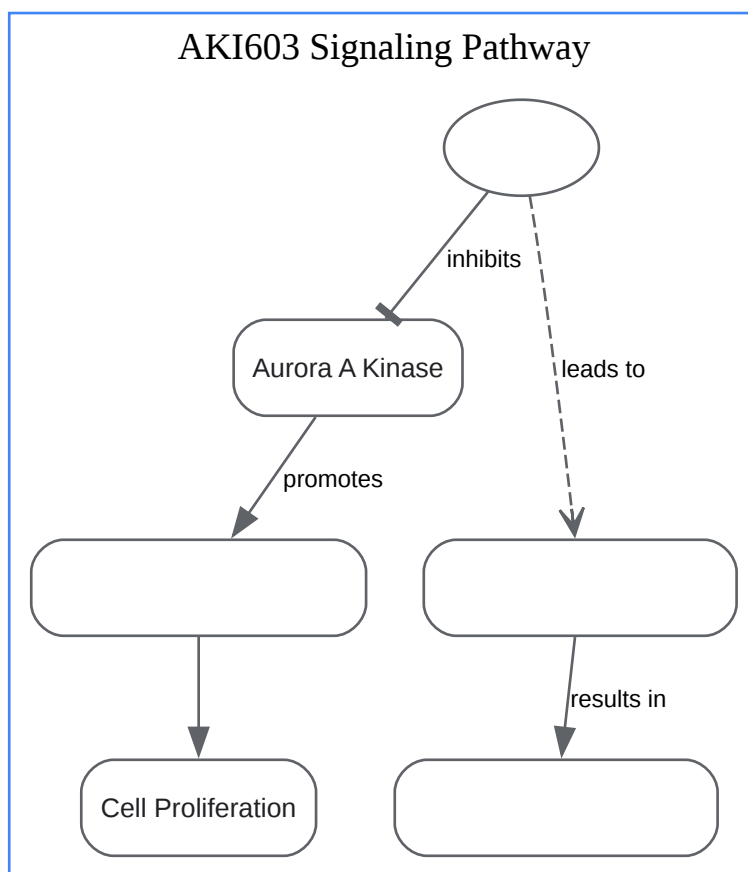 AKI603 Signaling Pathway
inhibits
Aurora A Kinase
leads to
promotes
results in
Cell Proliferation